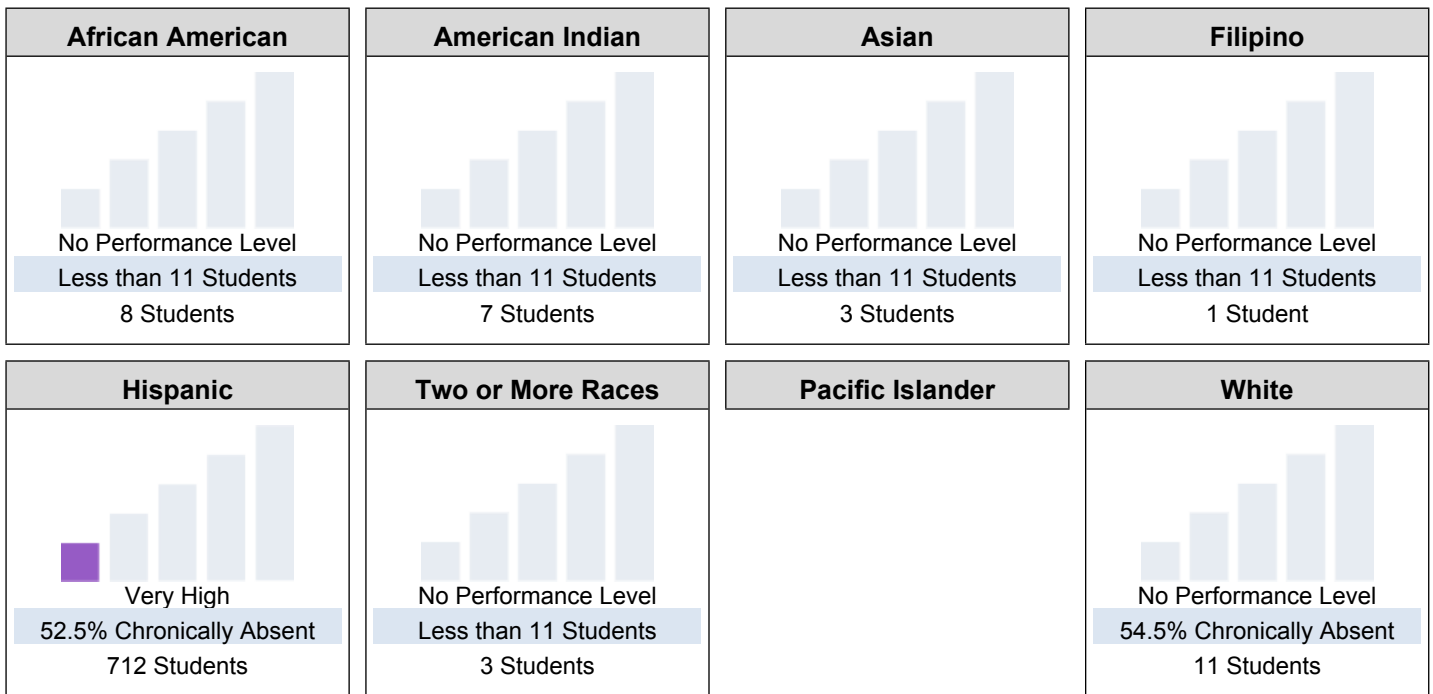 African American
No Performance Level
Less than 11 Students
8 Students
American Indian
No Performance Level
Less than 11 Students
7 Students
Asian
No Performance Level
Less than 11 Students
3 Students
Filipino
No Performance Level
Less than 11 Students
1 Student
Hispanic
Very High
52.5% Chronically Absent
712 Students
Two or More Races
No Performance Level
Less than 11 Students
3 Students
Pacific Islander
White
No Performance Level
54.5% Chronically Absent
11 Students